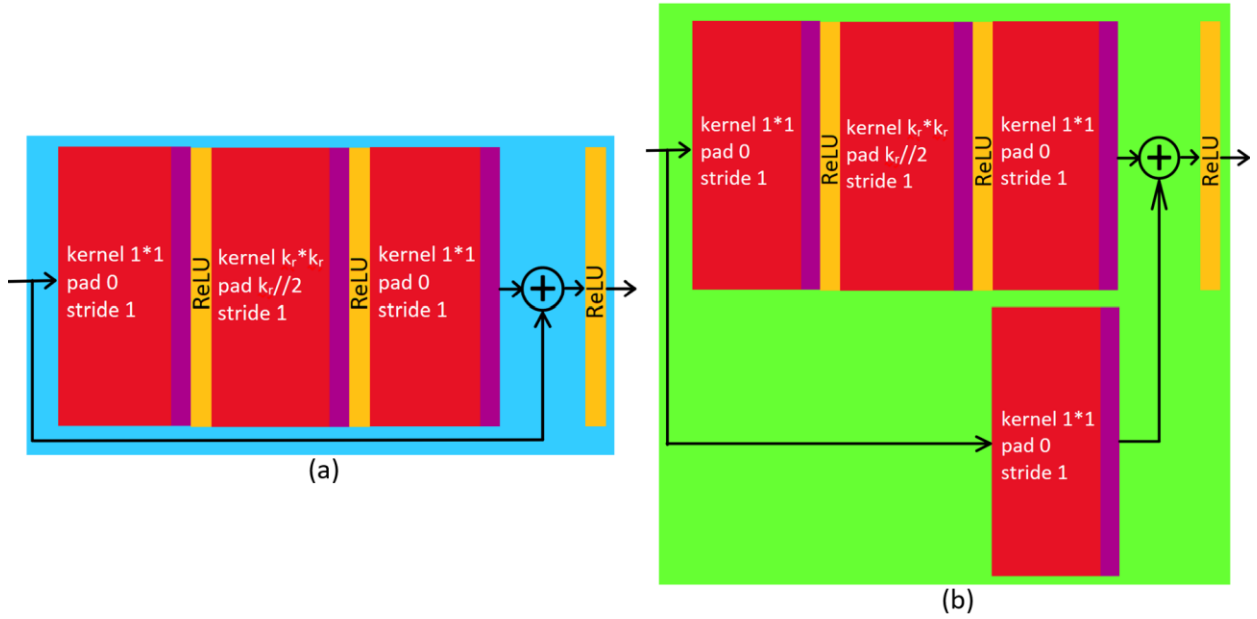 kernel 1*1
pad 0
stride 1
ReLU
kernel kᵣ*kᵣ
pad kᵣ//2
stride 1
ReLU
kernel 1*1
pad 0
stride 1
ReLU
(a)
kernel 1*1
pad 0
stride 1
ReLU
kernel kᵣ*kᵣ
pad kᵣ//2
stride 1
ReLU
kernel 1*1
pad 0
stride 1
ReLU
kernel 1*1
pad 0
stride 1
(b)